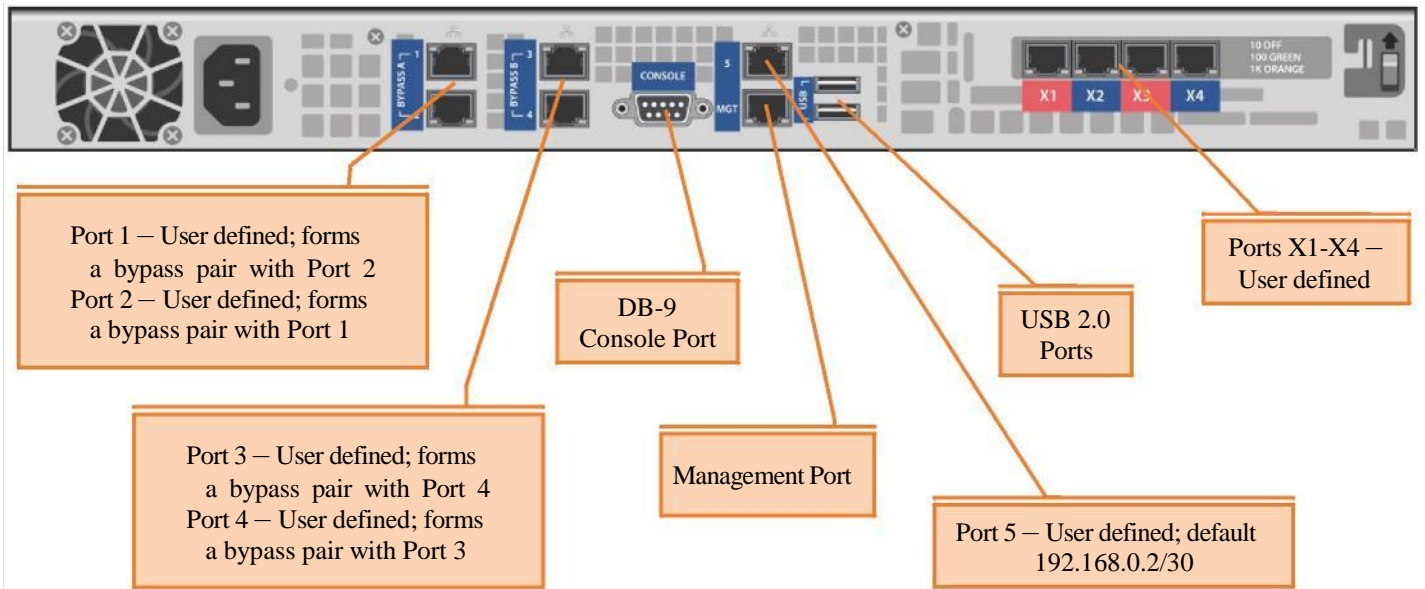 1
BYPASS A
2
3
BYPASS B
4
CONSOLE
5
MGT
USB
10 OFF
100 GREEN
1K ORANGE
X1
X2
X3
X4
Port 1 – User defined; forms
a bypass pair with Port 2
Port 2 – User defined; forms
a bypass pair with Port 1
Port 3 – User defined; forms
a bypass pair with Port 4
Port 4 – User defined; forms
a bypass pair with Port 3
DB-9
Console Port
Management Port
USB 2.0
Ports
Port 5 – User defined; default
192.168.0.2/30
Ports X1-X4 –
User defined